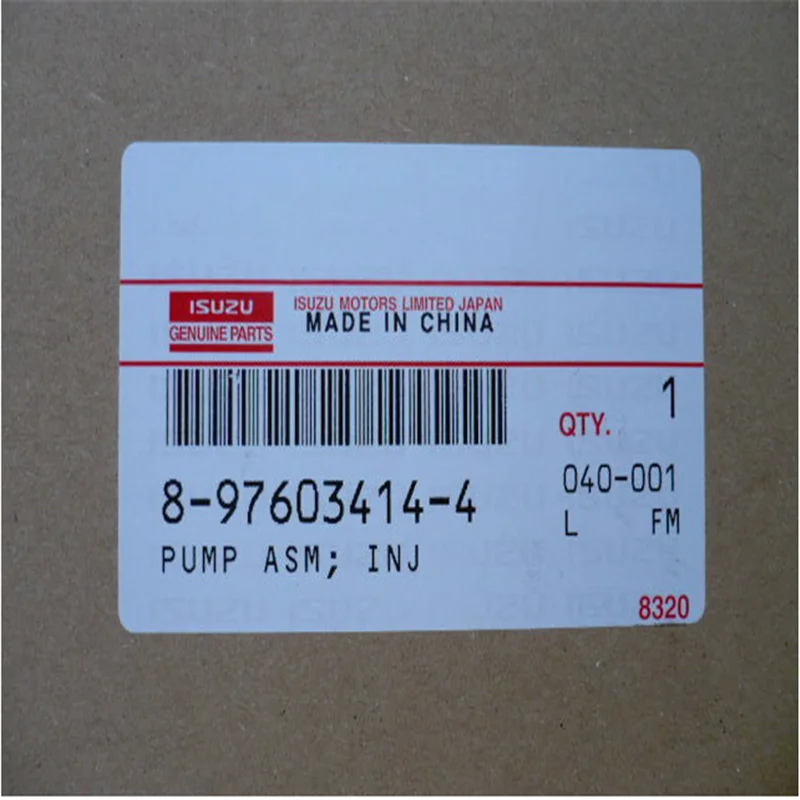 ISUZU
GENUINE PARTS
ISUZU MOTORS LIMITED JAPAN
MADE IN CHINA
QTY. 1
8-97603414-4
040-001
PUMP ASM; INJ
L FM
8320